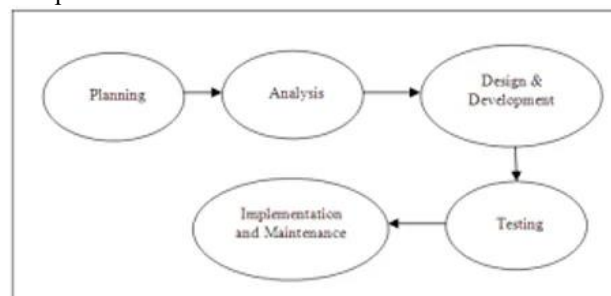 Planning
Analysis
Design &
Development
Testing
Implementation
and Maintenance